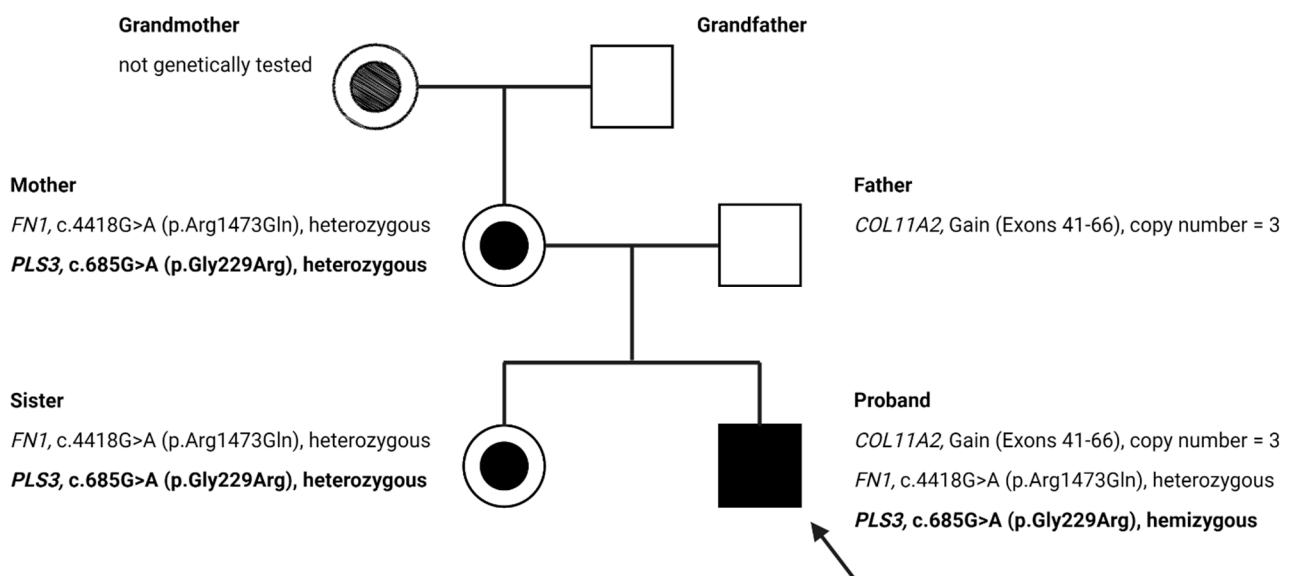 Grandmother
not genetically tested
Grandfather
Mother
FN1, c.4418G>A (p.Arg1473Gln), heterozygous
PLS3, c.685G>A (p.Gly229Arg), heterozygous
Father
COL11A2, Gain (Exons 41-66), copy number = 3
Sister
FN1, c.4418G>A (p.Arg1473Gln), heterozygous
PLS3, c.685G>A (p.Gly229Arg), heterozygous
Proband
COL11A2, Gain (Exons 41-66), copy number = 3
FN1, c.4418G>A (p.Arg1473Gln), heterozygous
PLS3, c.685G>A (p.Gly229Arg), hemizygous